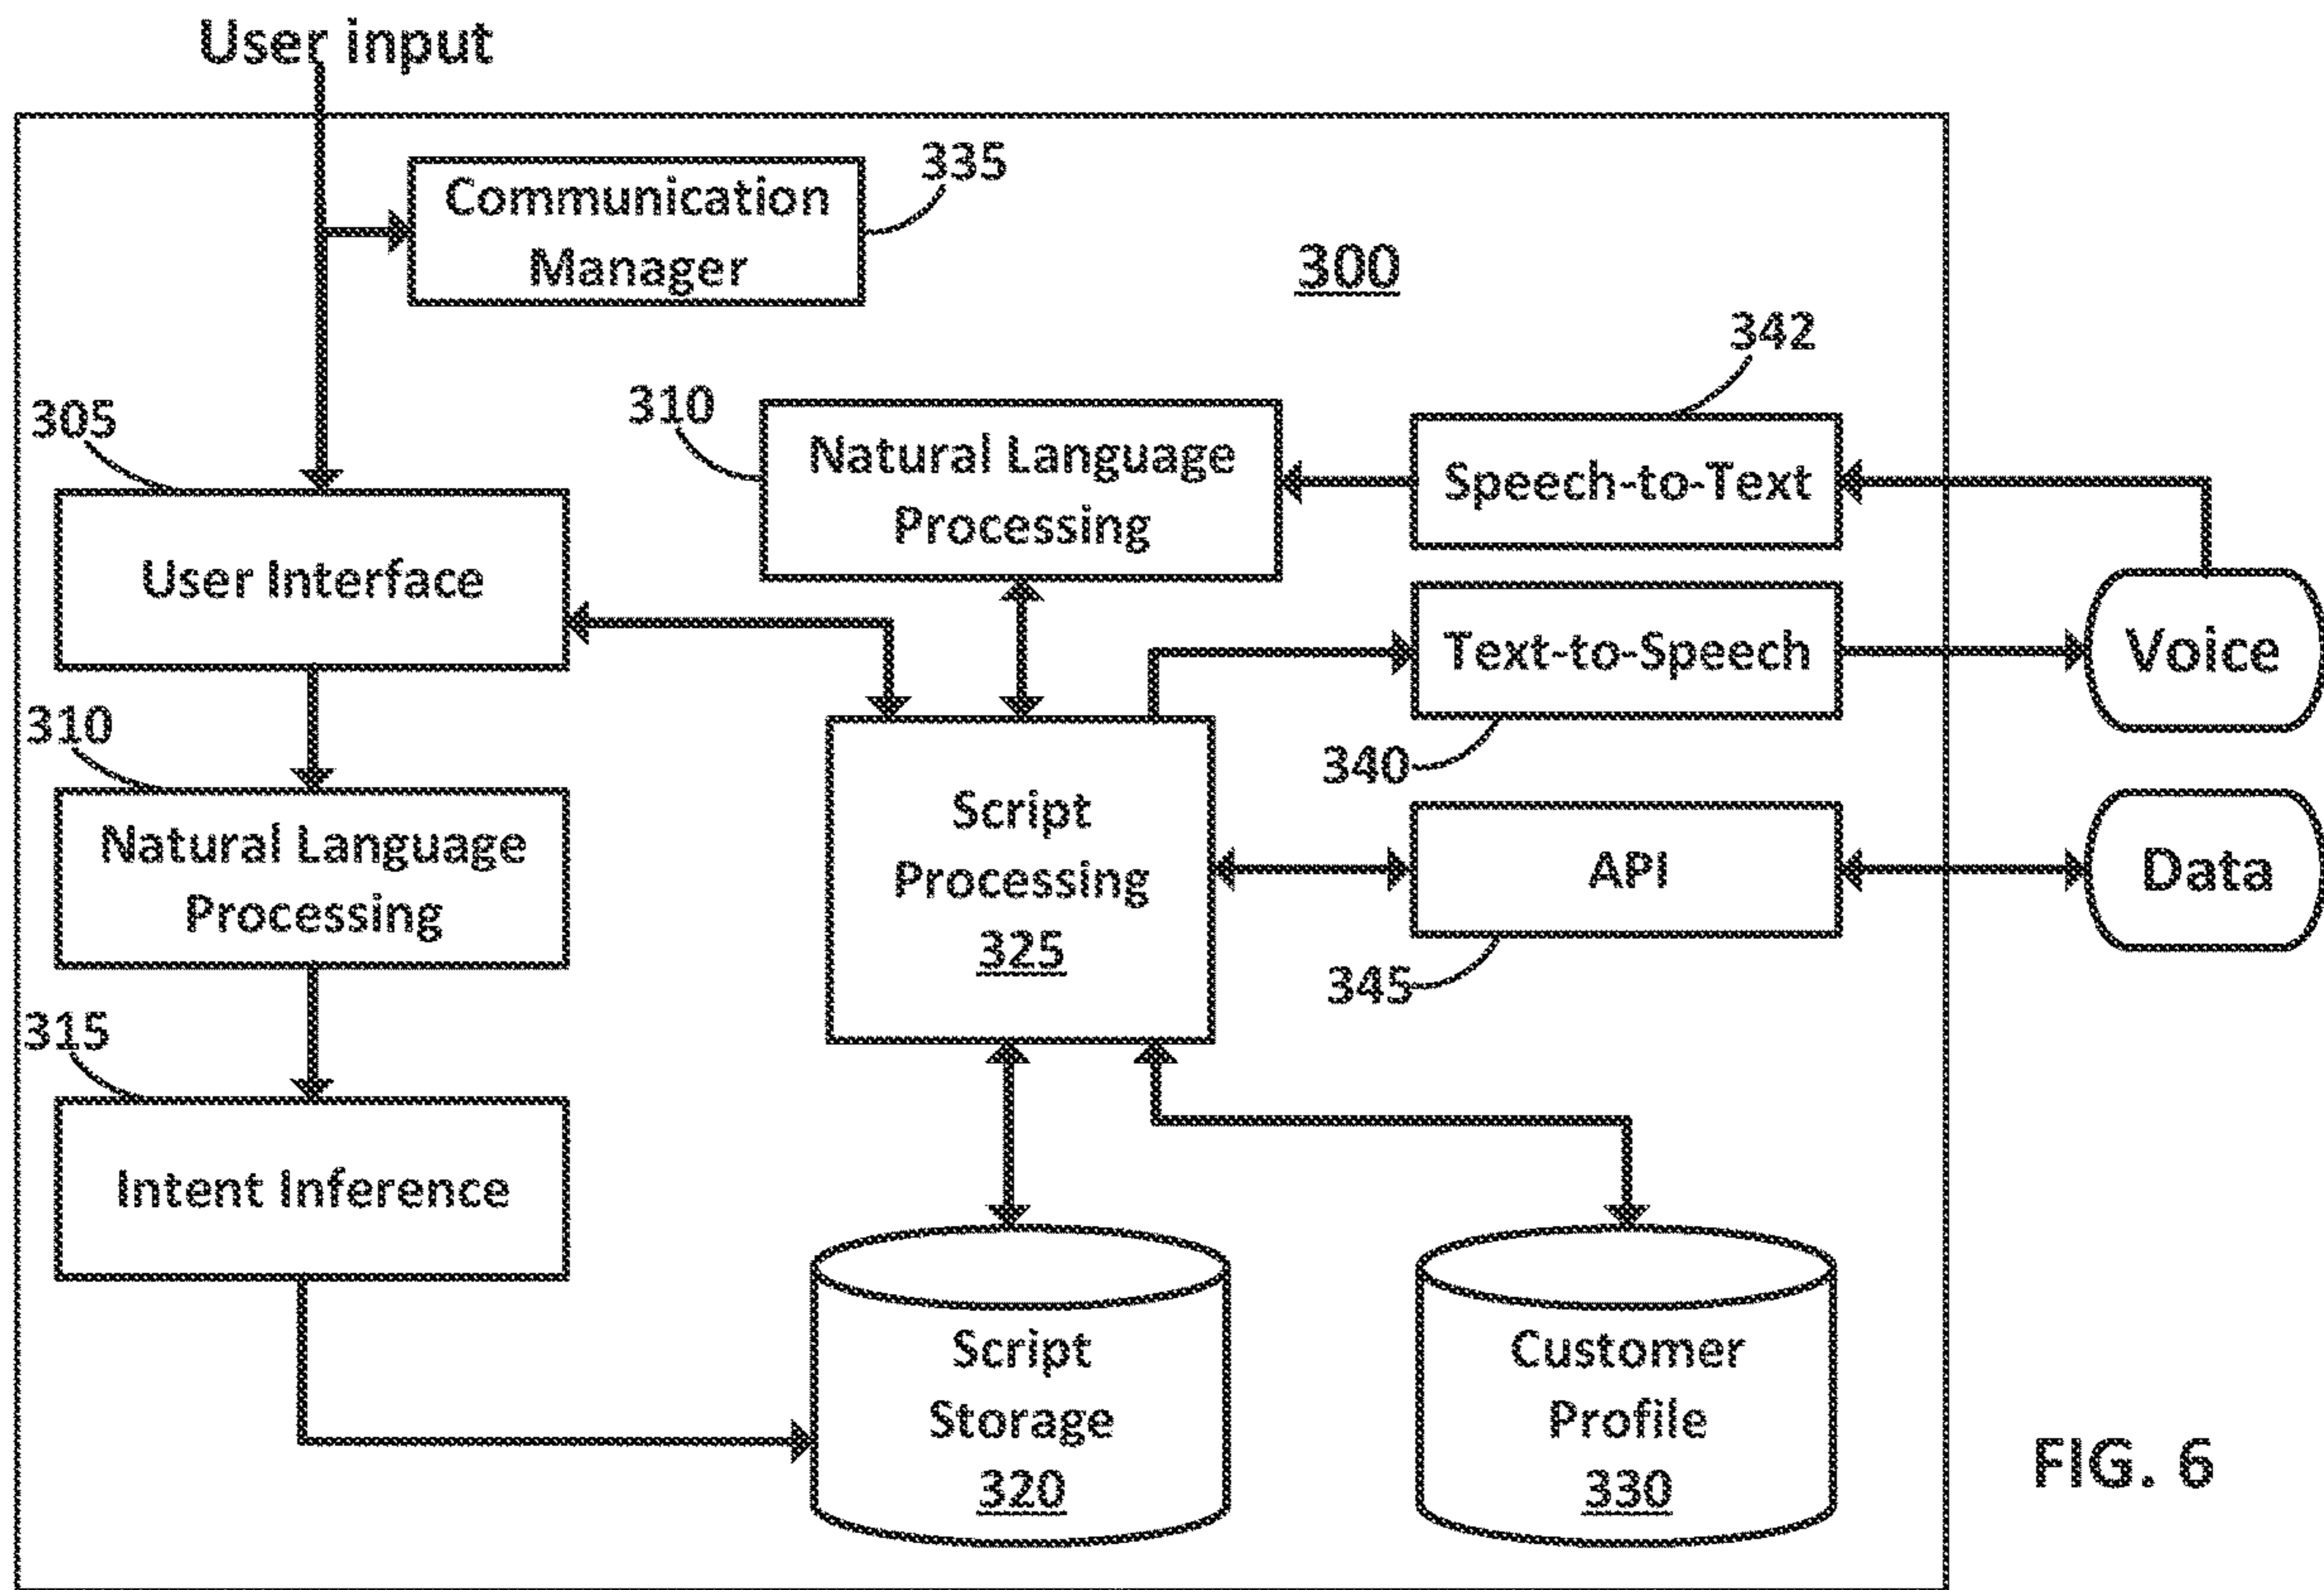 User input
335
Communication
Manager
300
342
305
310
Natural Language
Processing
Speech-to-Text
User Interface
Text-to-Speech
Voice
310
340
Natural Language
Processing
Script
Processing
325
API
Data
345
315
Intent Inference
Script
Storage
320
Customer
Profile
330
FIG. 6